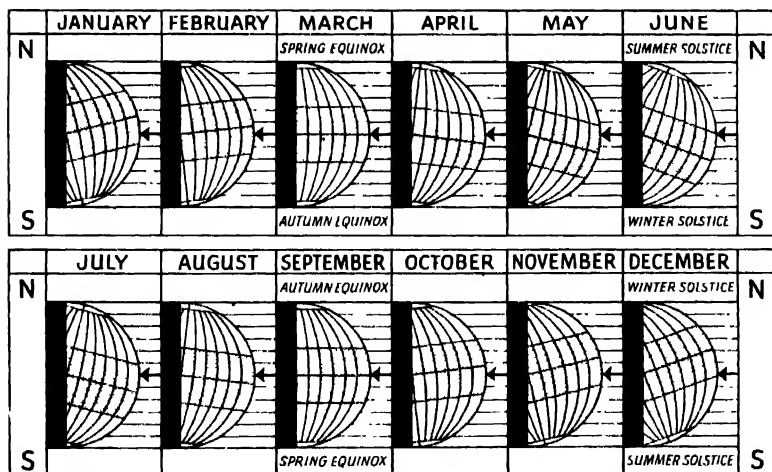 JANUARY FEBRUARY MARCH APRIL MAY JUNE
N SPRING EQUINOX SUMMER SOLSTICE N
S AUTUMN EQUINOX WINTER SOLSTICE S
JULY AUGUST SEPTEMBER OCTOBER NOVEMBER DECEMBER
N AUTUMN EQUINOX WINTER SOLSTICE N
S SPRING EQUINOX SUMMER SOLSTICE S